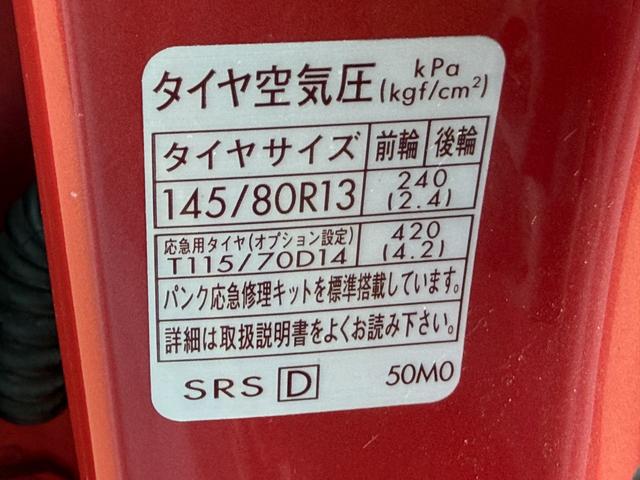 タイヤ空気圧 kPa
(kgf/cm²)
タイヤサイズ 前輪 後輪
145/80R13 240
(2.4)
応急用タイヤ(オプション設定) 420
T115/70D14 (4.2)
パンク応急修理キットを標準搭載しています。
詳細は取扱説明書をよくお読み下さい。
SRS D 50M0